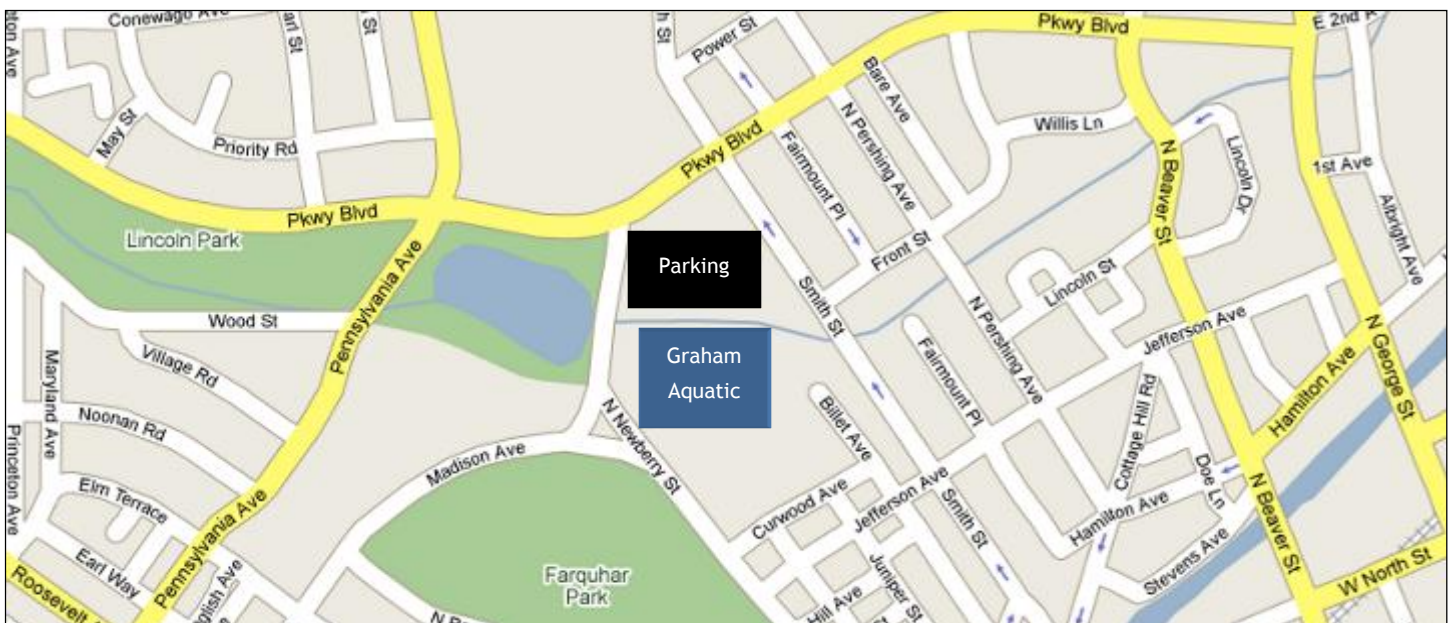 Conewago Ave
Pkwy Blvd
E 2nd
Power St
Bare Ave
May St
Priority Rd
Pkwy Blvd
Fairmount Pl
N Pershing Ave
Willis Ln
N Beaver St
Lincoln Dr
1st Ave
Albright Ave
Pkwy Blvd
Lincoln Park
Parking
Front St
Smith St
Lincoln St
Pennsylvania Ave
Wood St
Village Rd
Maryland Ave
Graham
Aquatic
N Pershing Ave
Jefferson Ave
N George St
Hamilton Ave
Fairmount Pl
Billet Ave
Noonan Rd
N Newberry St
Madison Ave
Princeton Ave
Cottage Hill Rd
Doe Ln
Elm Terrace
Curwood Ave
Jefferson Ave
Smith St
Hamilton Ave
N Beaver St
Pennsylvania Ave
Earl Way
Roosevelt
Farquhar
Park
Juniper St
Stevens Ave
W North St
Hill Ave